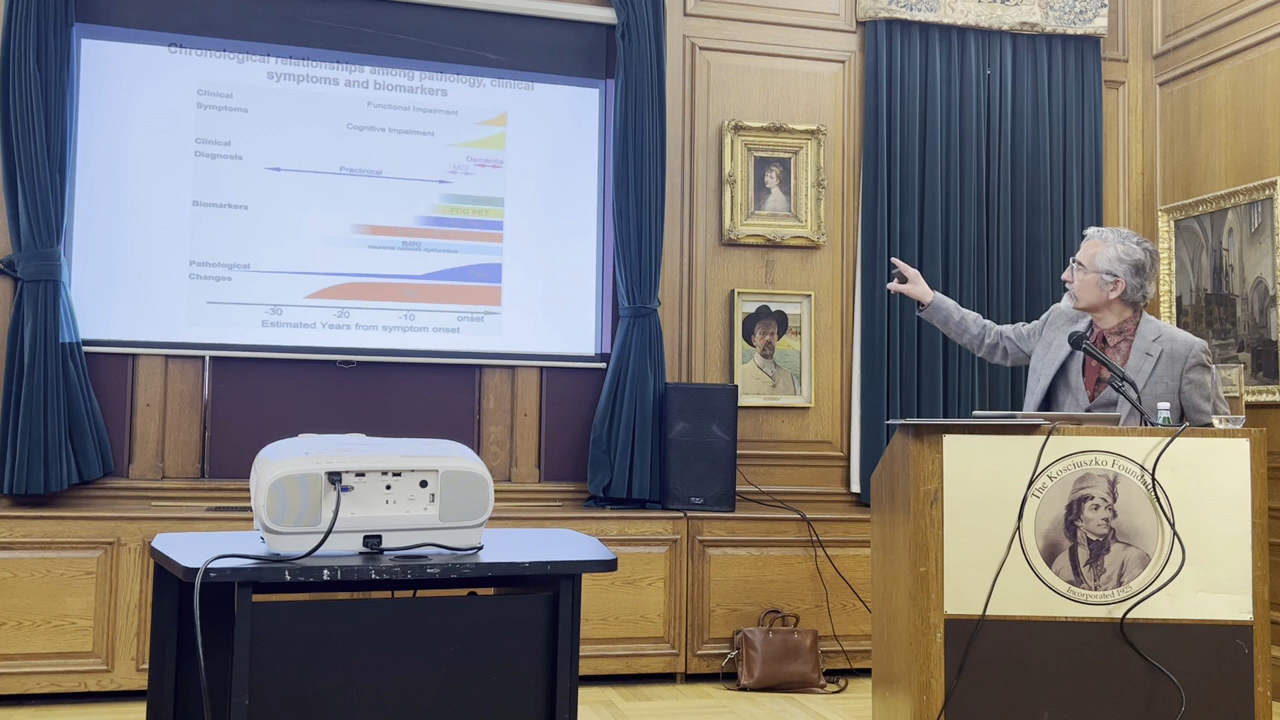 Chronological relationships among pathology, clinical
symptoms and biomarkers
Clinical
Symptoms
Functional Impairment
Cognitive Impairment
Clinical
Diagnosis
Dementia
MCI
Preclinical
Biomarkers
FDG PET
fMRI
Pathological
Changes
-30
-20
-10
onset
Estimated Years from symptom onset
The Kosciuszko Foundation
Incorporated 1925